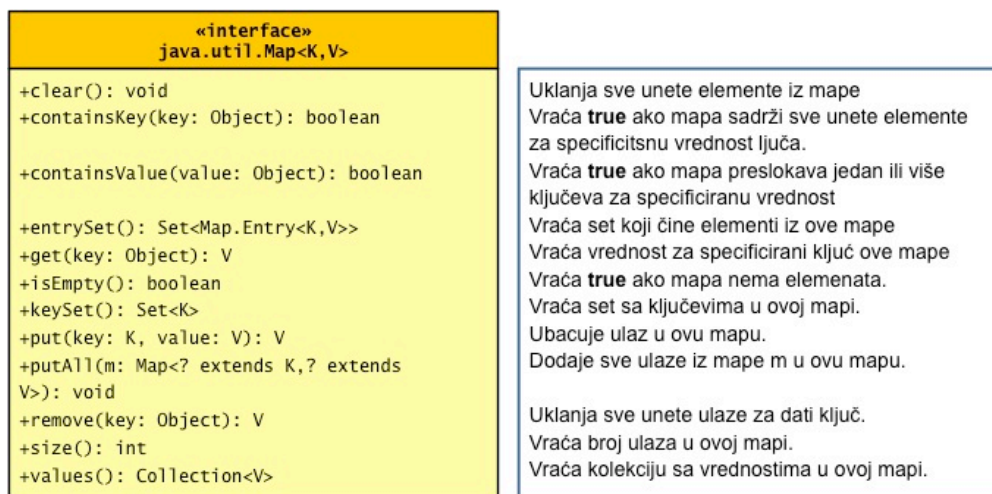 «interface»
java.util.Map<K,V>
+clear(): void
+containsKey(key: Object): boolean
+containsValue(value: Object): boolean
+entrySet(): Set<Map.Entry<K,V>>
+get(key: Object): V
+isEmpty(): boolean
+keySet(): Set<K>
+put(key: K, value: V): V
+putAll(m: Map<? extends K,? extends
V>): void
+remove(key: Object): V
+size(): int
+values(): Collection<V>
Uklanja sve unete elemente iz mape
Vraća true ako mapa sadrži sve unete elemente
za specificitsnu vrednost ljuča.
Vraća true ako mapa preslokava jedan ili više
ključeva za specificiranu vrednost
Vraća set koji čine elementi iz ove mape
Vraća vrednost za specificirani kljuć ove mape
Vraća true ako mapa nema elemenata.
Vraća set sa ključevima u ovoj mapi.
Ubacuje ulaz u ovu mapu.
Dodaje sve ulaze iz mape m u ovu mapu.
Uklanja sve unete ulaze za dati ključ.
Vraća broj ulaza u ovoj mapi.
Vraća kolekciju sa vrednostima u ovoj mapi.